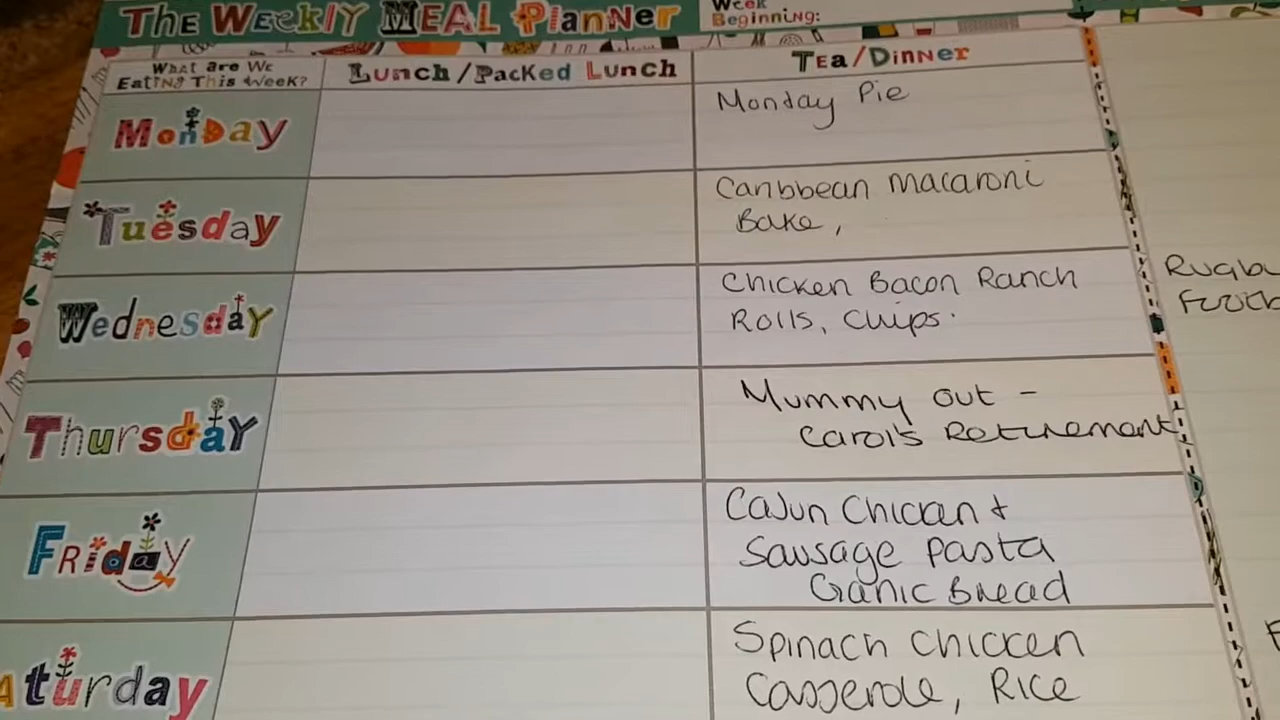 The Weekly Meal Planner
Week
Beginning:
What are We
Eating This Week?
Lunch/Packed Lunch
Tea/Dinner
Monday
Monday Pie
Tuesday
Caribbean Macaroni
Bake,
Wednesday
Chicken Bacon Ranch
Rolls, Chips.
Thursday
Mummy out -
Carol's Retirement
Friday
Cajun Chicken +
Sausage Pasta
Garlic Bread
aturday
Spinach Chicken
Casserole, Rice